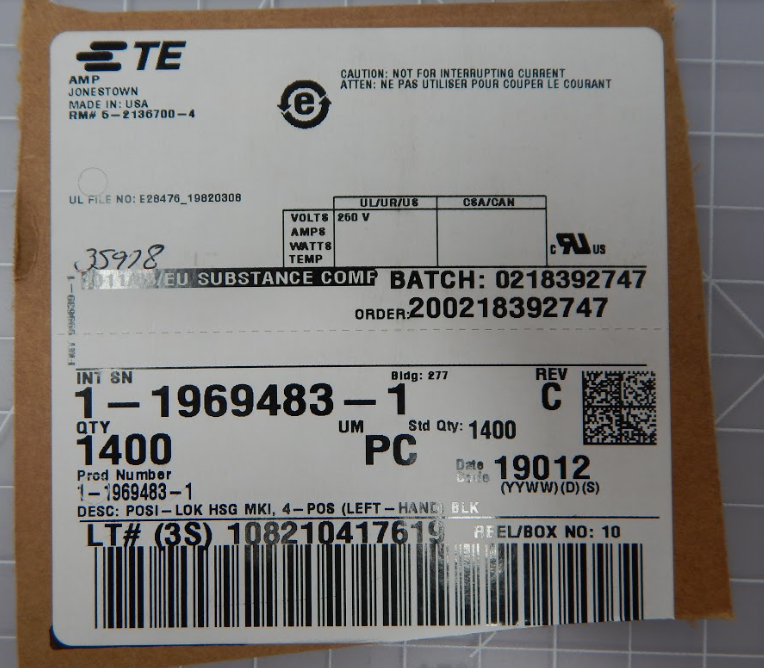 TE
AMP
JONESTOWN
MADE IN: USA
RM# 5-2136700-4
e
CAUTION: NOT FOR INTERRUPTING CURRENT
ATTEN: NE PAS UTILISER POUR COUPER LE COURANT
UL FILE NO: E28476_19820308
UL/UR/US CSA/CAN
VOLTS 250 V
AMPS
WATTS
TEMP
c RU US
35928
/EU SUBSTANCE COMP
BATCH: 0218392747
ORDER:200218392747
INT SN Bldg: 277 REV
1-1969483-1 C
QTY UM Std Qty: 1400
1400 PC
Prod Number Date Code 19012
1-1969483-1 (YYWW)(D)(S)
DESC: POSI-LOK HSG MKI, 4-POS (LEFT-HAND) BLK
LT# (3S) 108210417619 REEL/BOX NO: 10